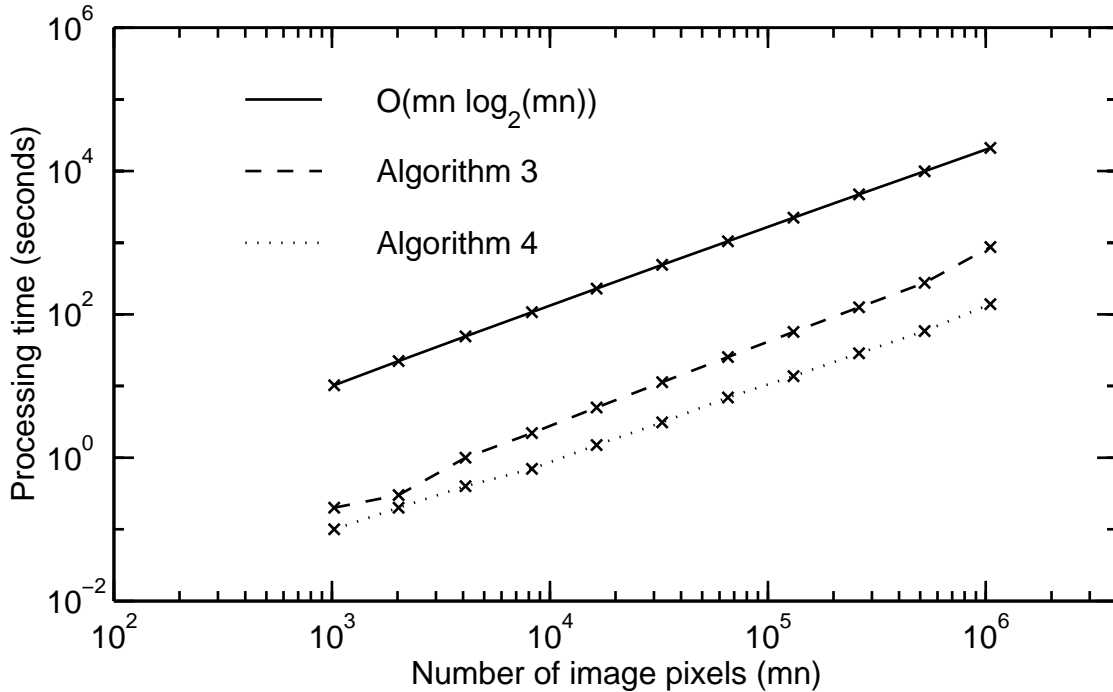 10^6
10^4
10^2
10^0
10^−2
Processing time (seconds)
O(mn log_2(mn))
Algorithm 3
Algorithm 4
10^2
10^3
10^4
10^5
10^6
Number of image pixels (mn)